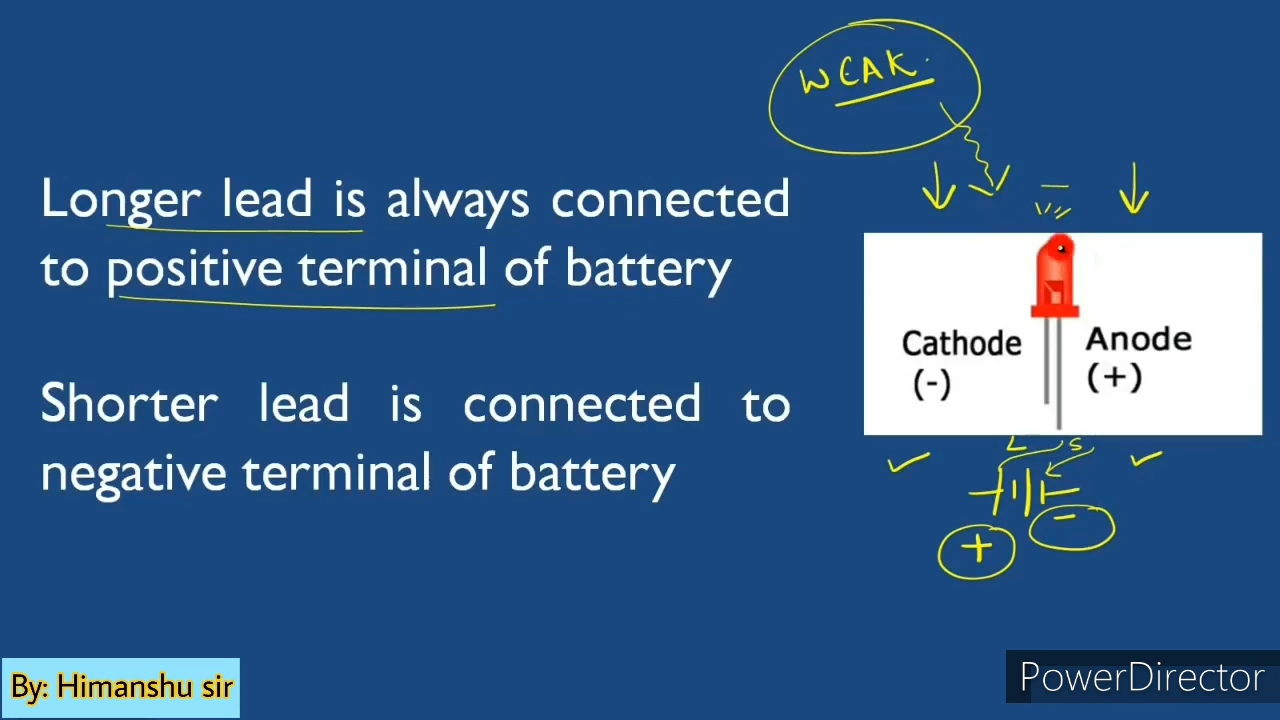 WEAK.
Longer lead is always connected
to positive terminal of battery
Cathode
(-)
Anode
(+)
Shorter lead is connected to
negative terminal of battery
L S
+ -
By: Himanshu sir
PowerDirector